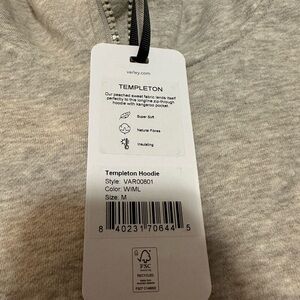 varley.com
TEMPLETON
Our peached sweat fabric lends itself
perfectly to this longline zip-through
hoodie with kangaroo pocket.
Super Soft
Natural Fibres
Insulating
Templeton Hoodie
Style: VAR00601
Color: WIML
Size: M
8 40231 70644 5
FSC
RECYCLED